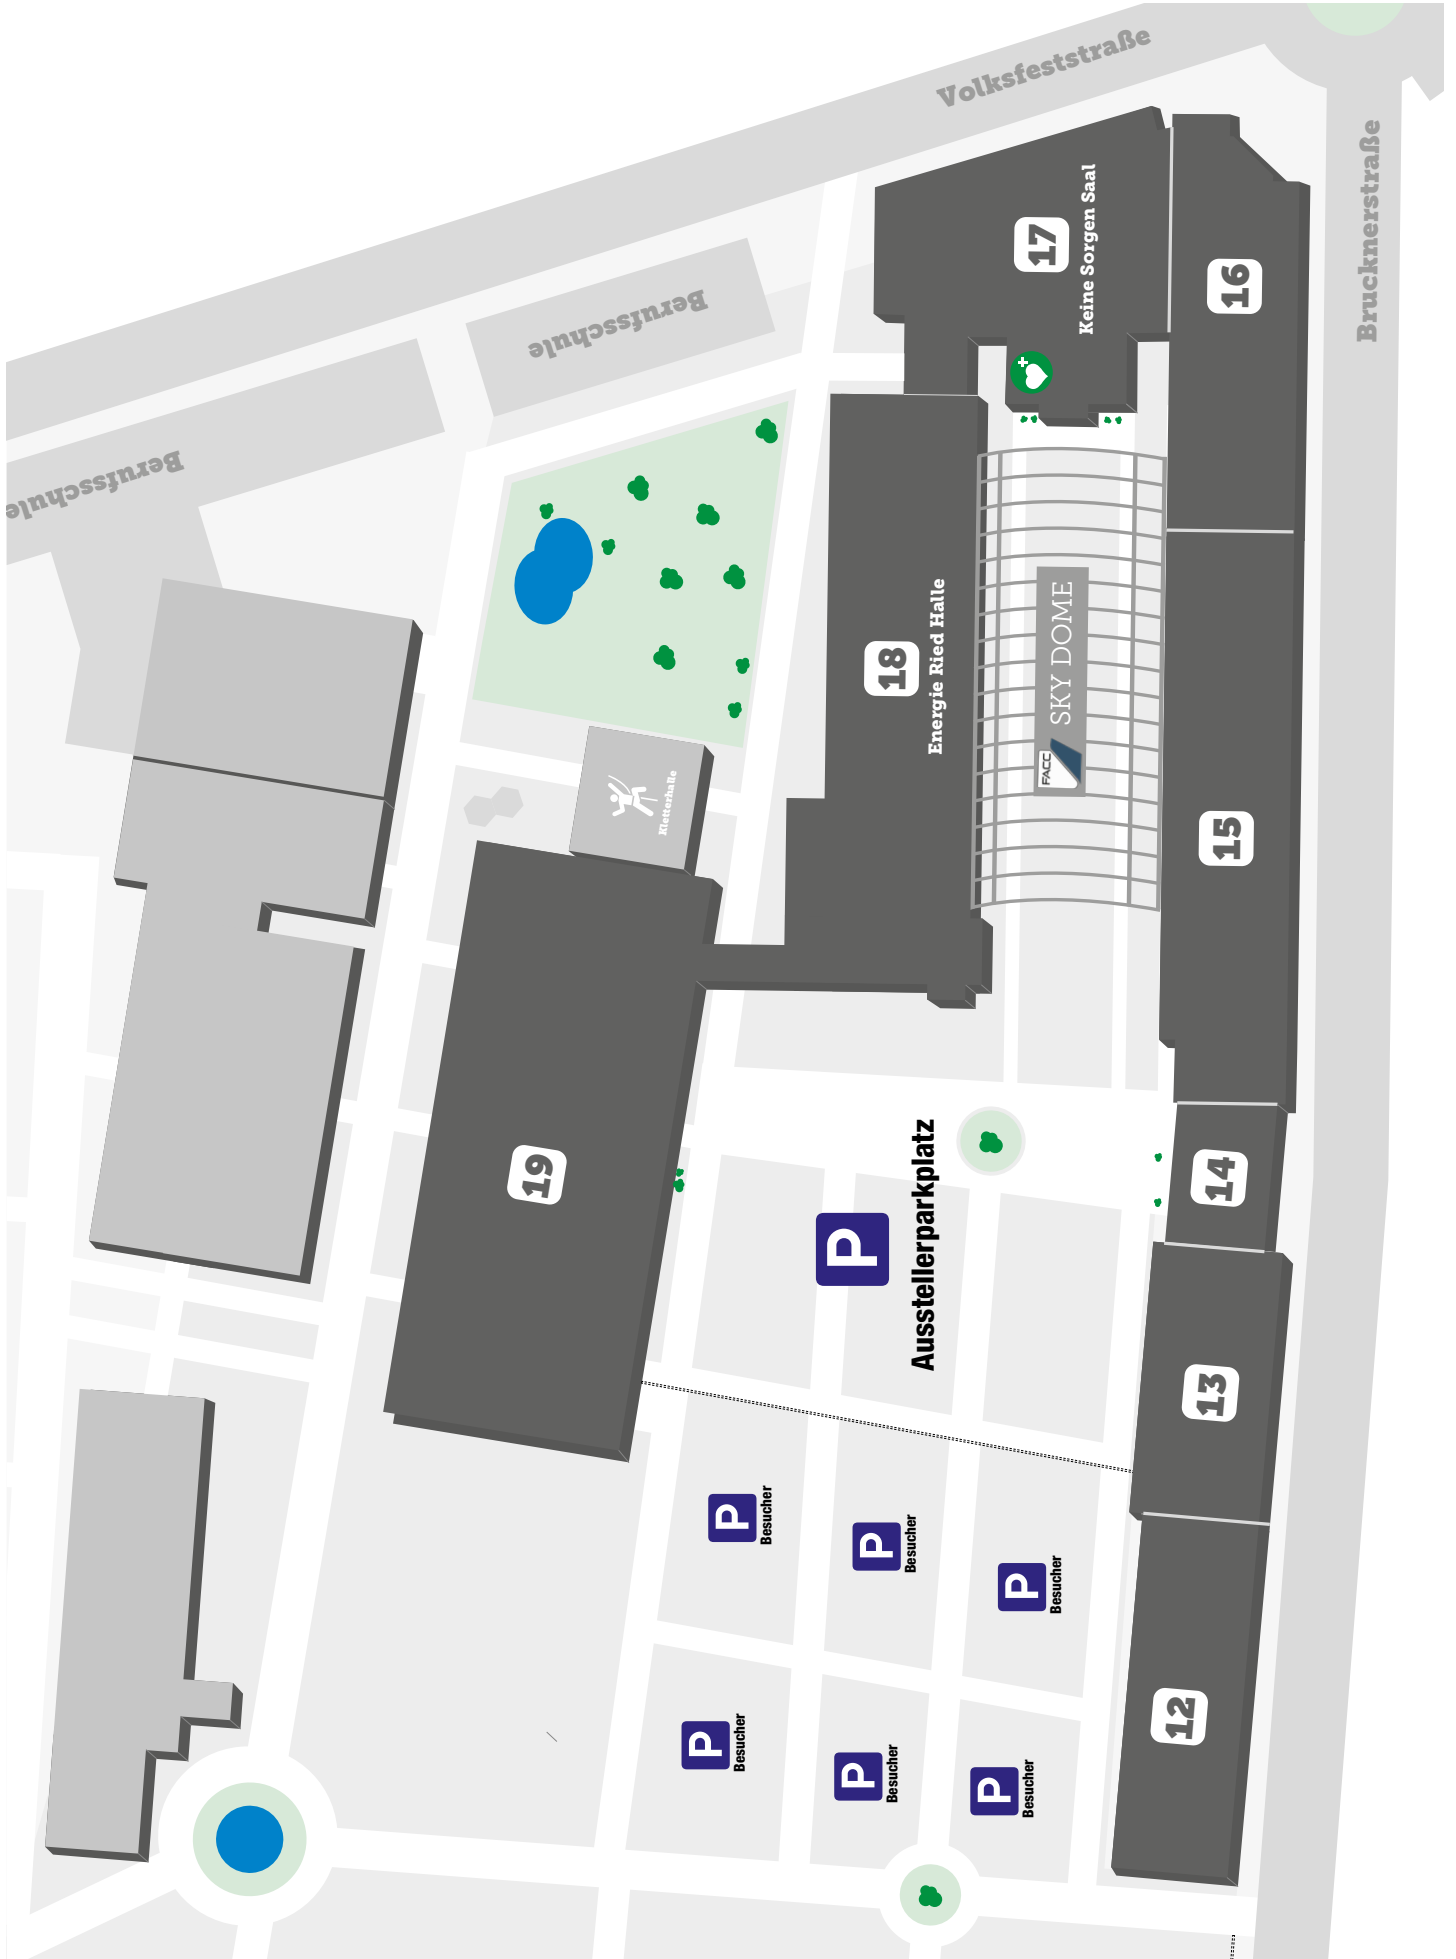 Volksfeststraße
Brucknerstraße
Berufsschule
Berufsschule
17
Keine Sorgen Saal
16
18
Energie Ried Halle
FACC
SKY DOME
15
Kletterhalle
19
14
P
Ausstellerparkplatz
13
P
Besucher
P
Besucher
P
Besucher
12
P
Besucher
P
Besucher
P
Besucher